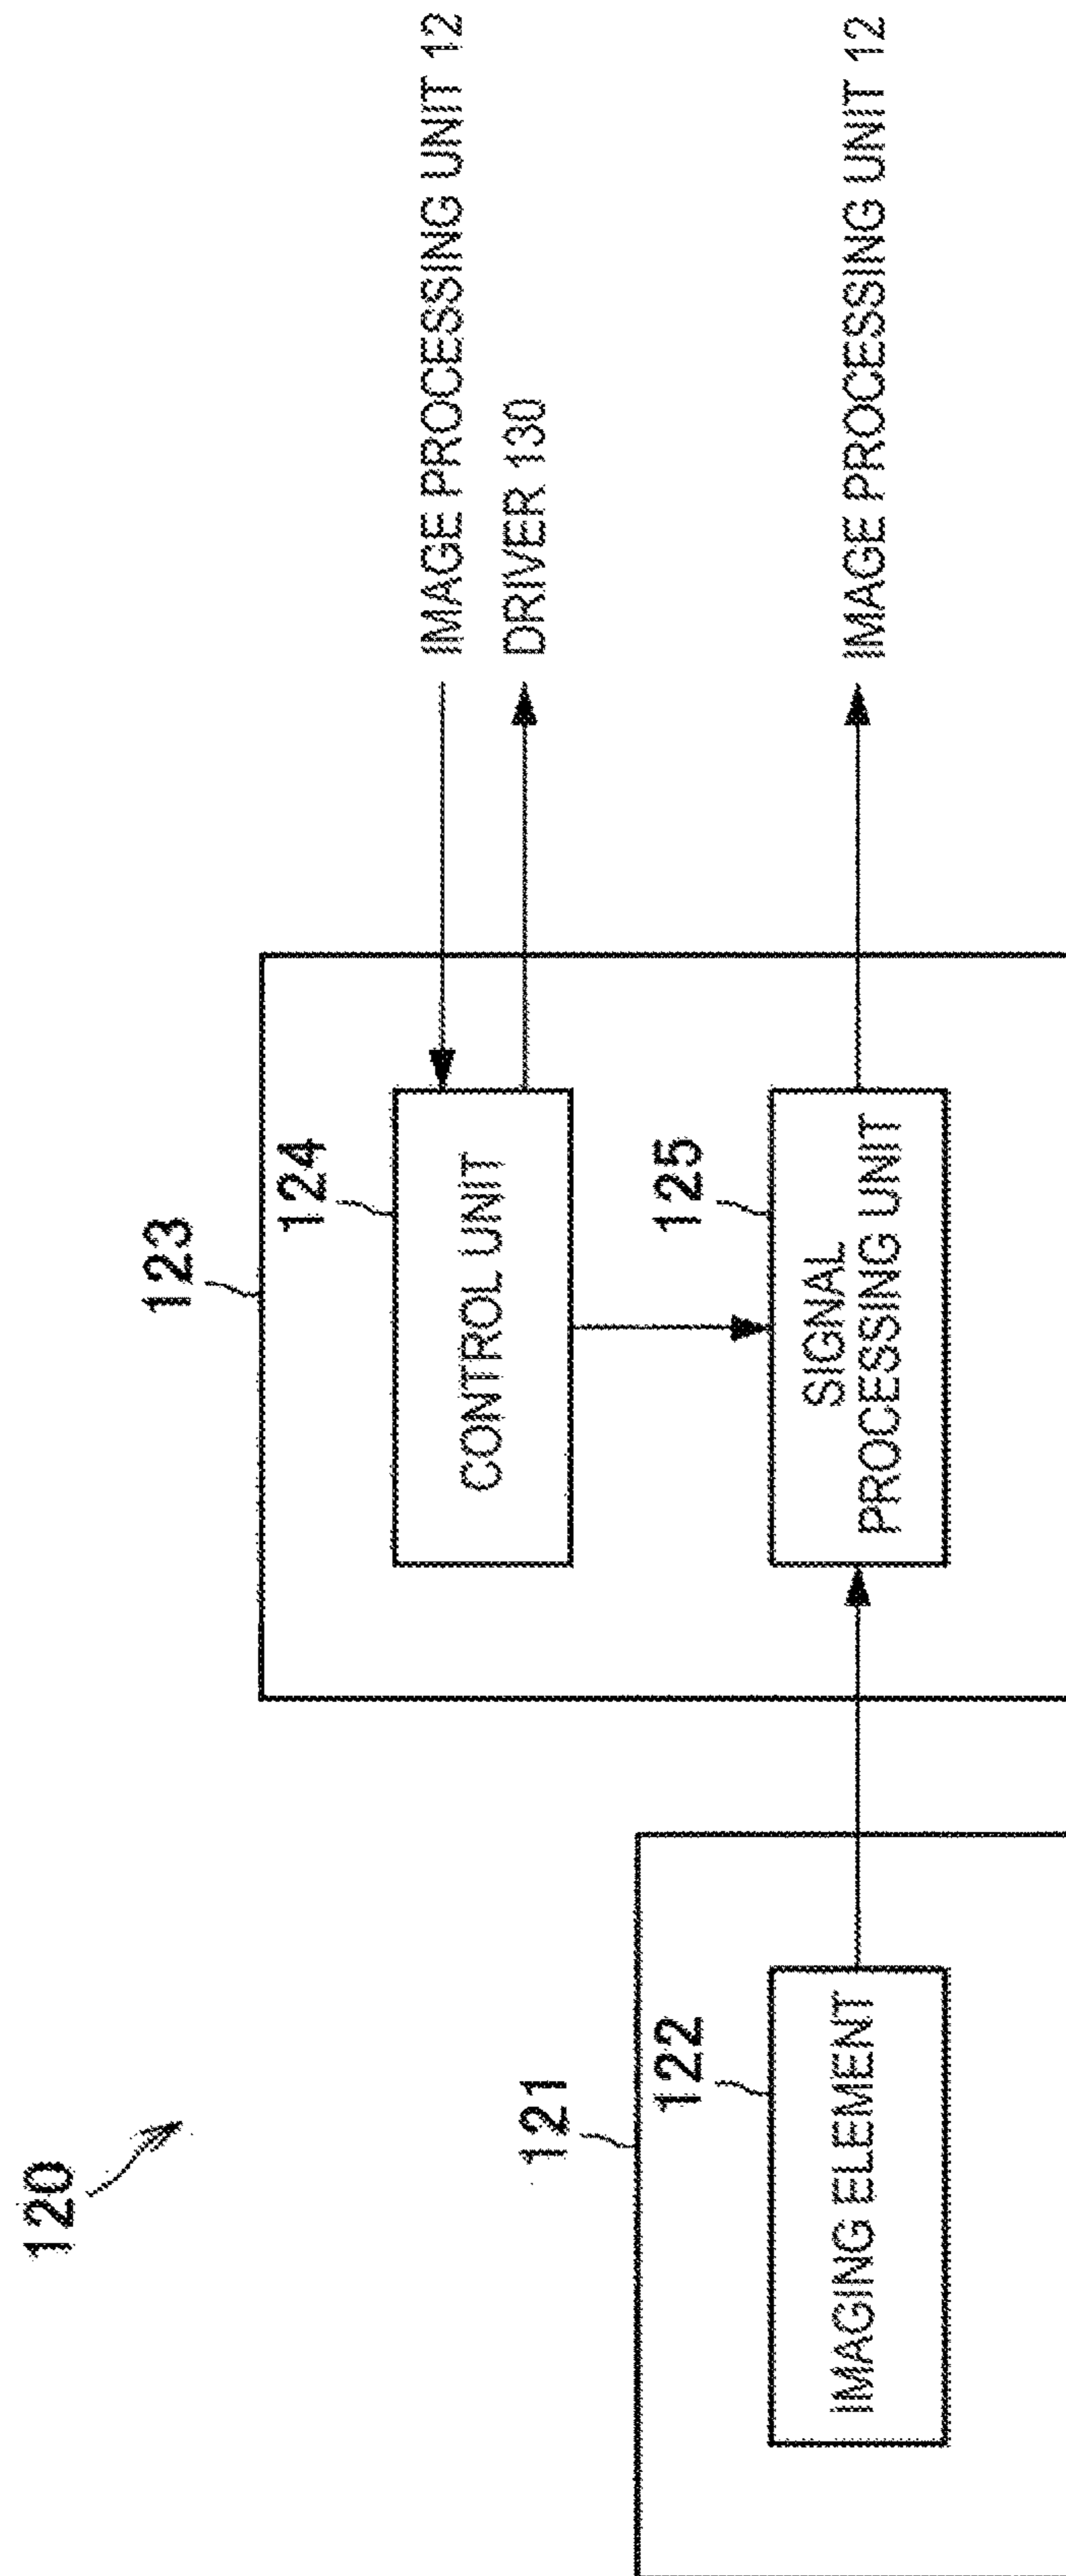 120
121
122
IMAGING ELEMENT
123
124
CONTROL UNIT
125
SIGNAL
PROCESSING UNIT
IMAGE PROCESSING UNIT 12
DRIVER 130
IMAGE PROCESSING UNIT 12